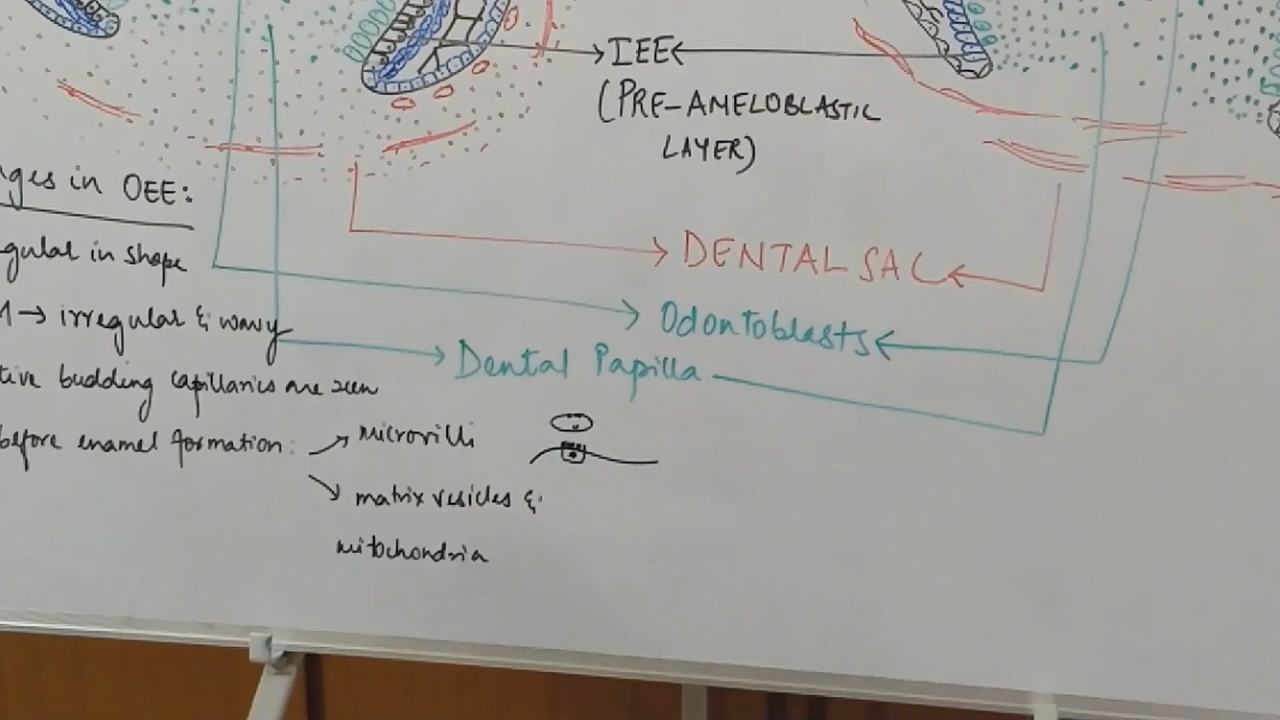 IEE
(PRE-AMELOBLASTIC
LAYER)
nges in OEE:
gular in shape
→ irregular & wavy
tive budding capillaries are seen
before enamel formation: → microvilli
→ matrix vesicles &
mitochondria
DENTAL SAC
Odontoblasts
Dental Papilla